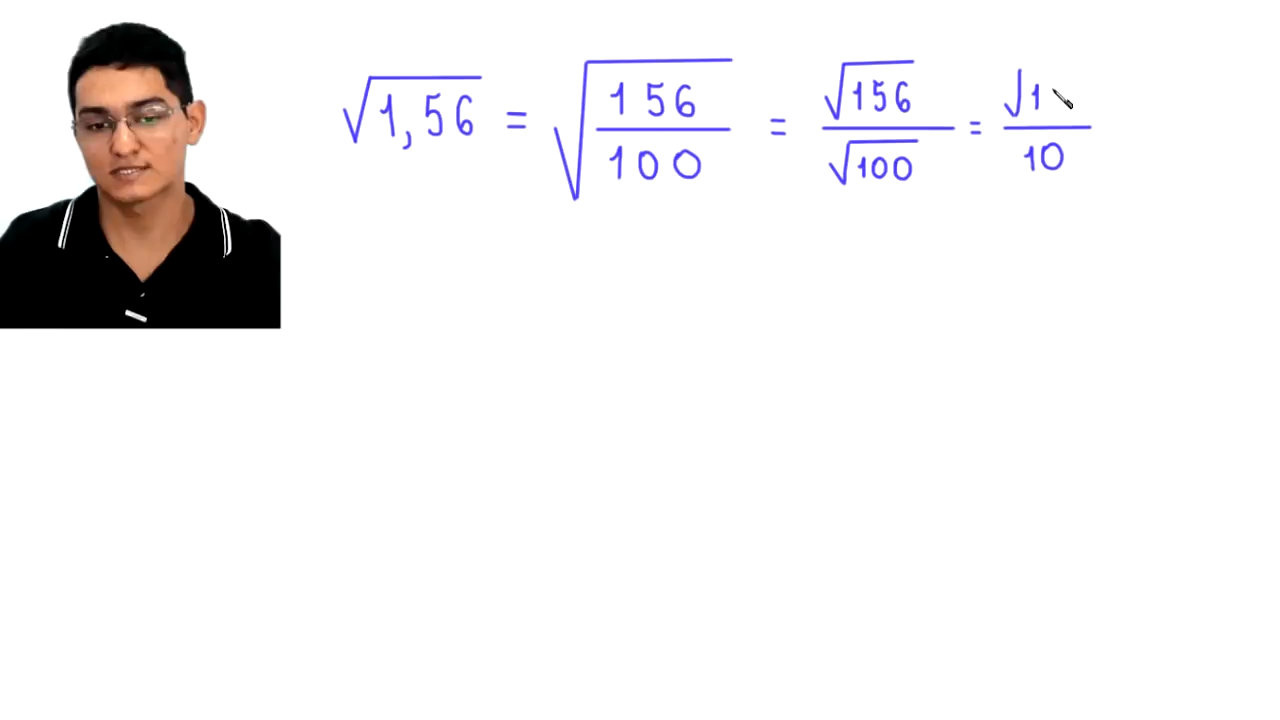 √1,56 = √(156/100) = √156/√100 = √1/10